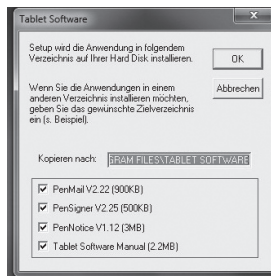 Tablet Software
Setup wird die Anwendung in folgendem
Verzeichnis auf Ihrer Hard Disk installieren.
OK
Wenn Sie die Anwendungen in einem
anderen Verzeichnis installieren möchten,
geben Sie das gewünschte Zielverzeichnis
ein (s. Beispiel).
Abbrechen
Kopieren nach: GRAM FILES\TABLET SOFTWARE
PenMail V2.22 (900KB)
PenSigner V2.25 (500KB)
PenNotice V1.12 (3MB)
Tablet Software Manual (2.2MB)